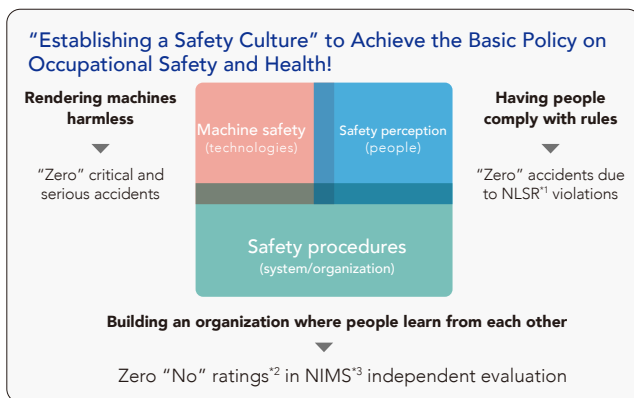 “Establishing a Safety Culture” to Achieve the Basic Policy on
Occupational Safety and Health!
Rendering machines
harmless
“Zero” critical and
serious accidents
Machine safety
(technologies)
Safety perception
(people)
Having people
comply with rules
“Zero” accidents due
to NLSR*1 violations
Safety procedures
(system/organization)
Building an organization where people learn from each other
Zero “No” ratings*2 in NIMS*3 independent evaluation